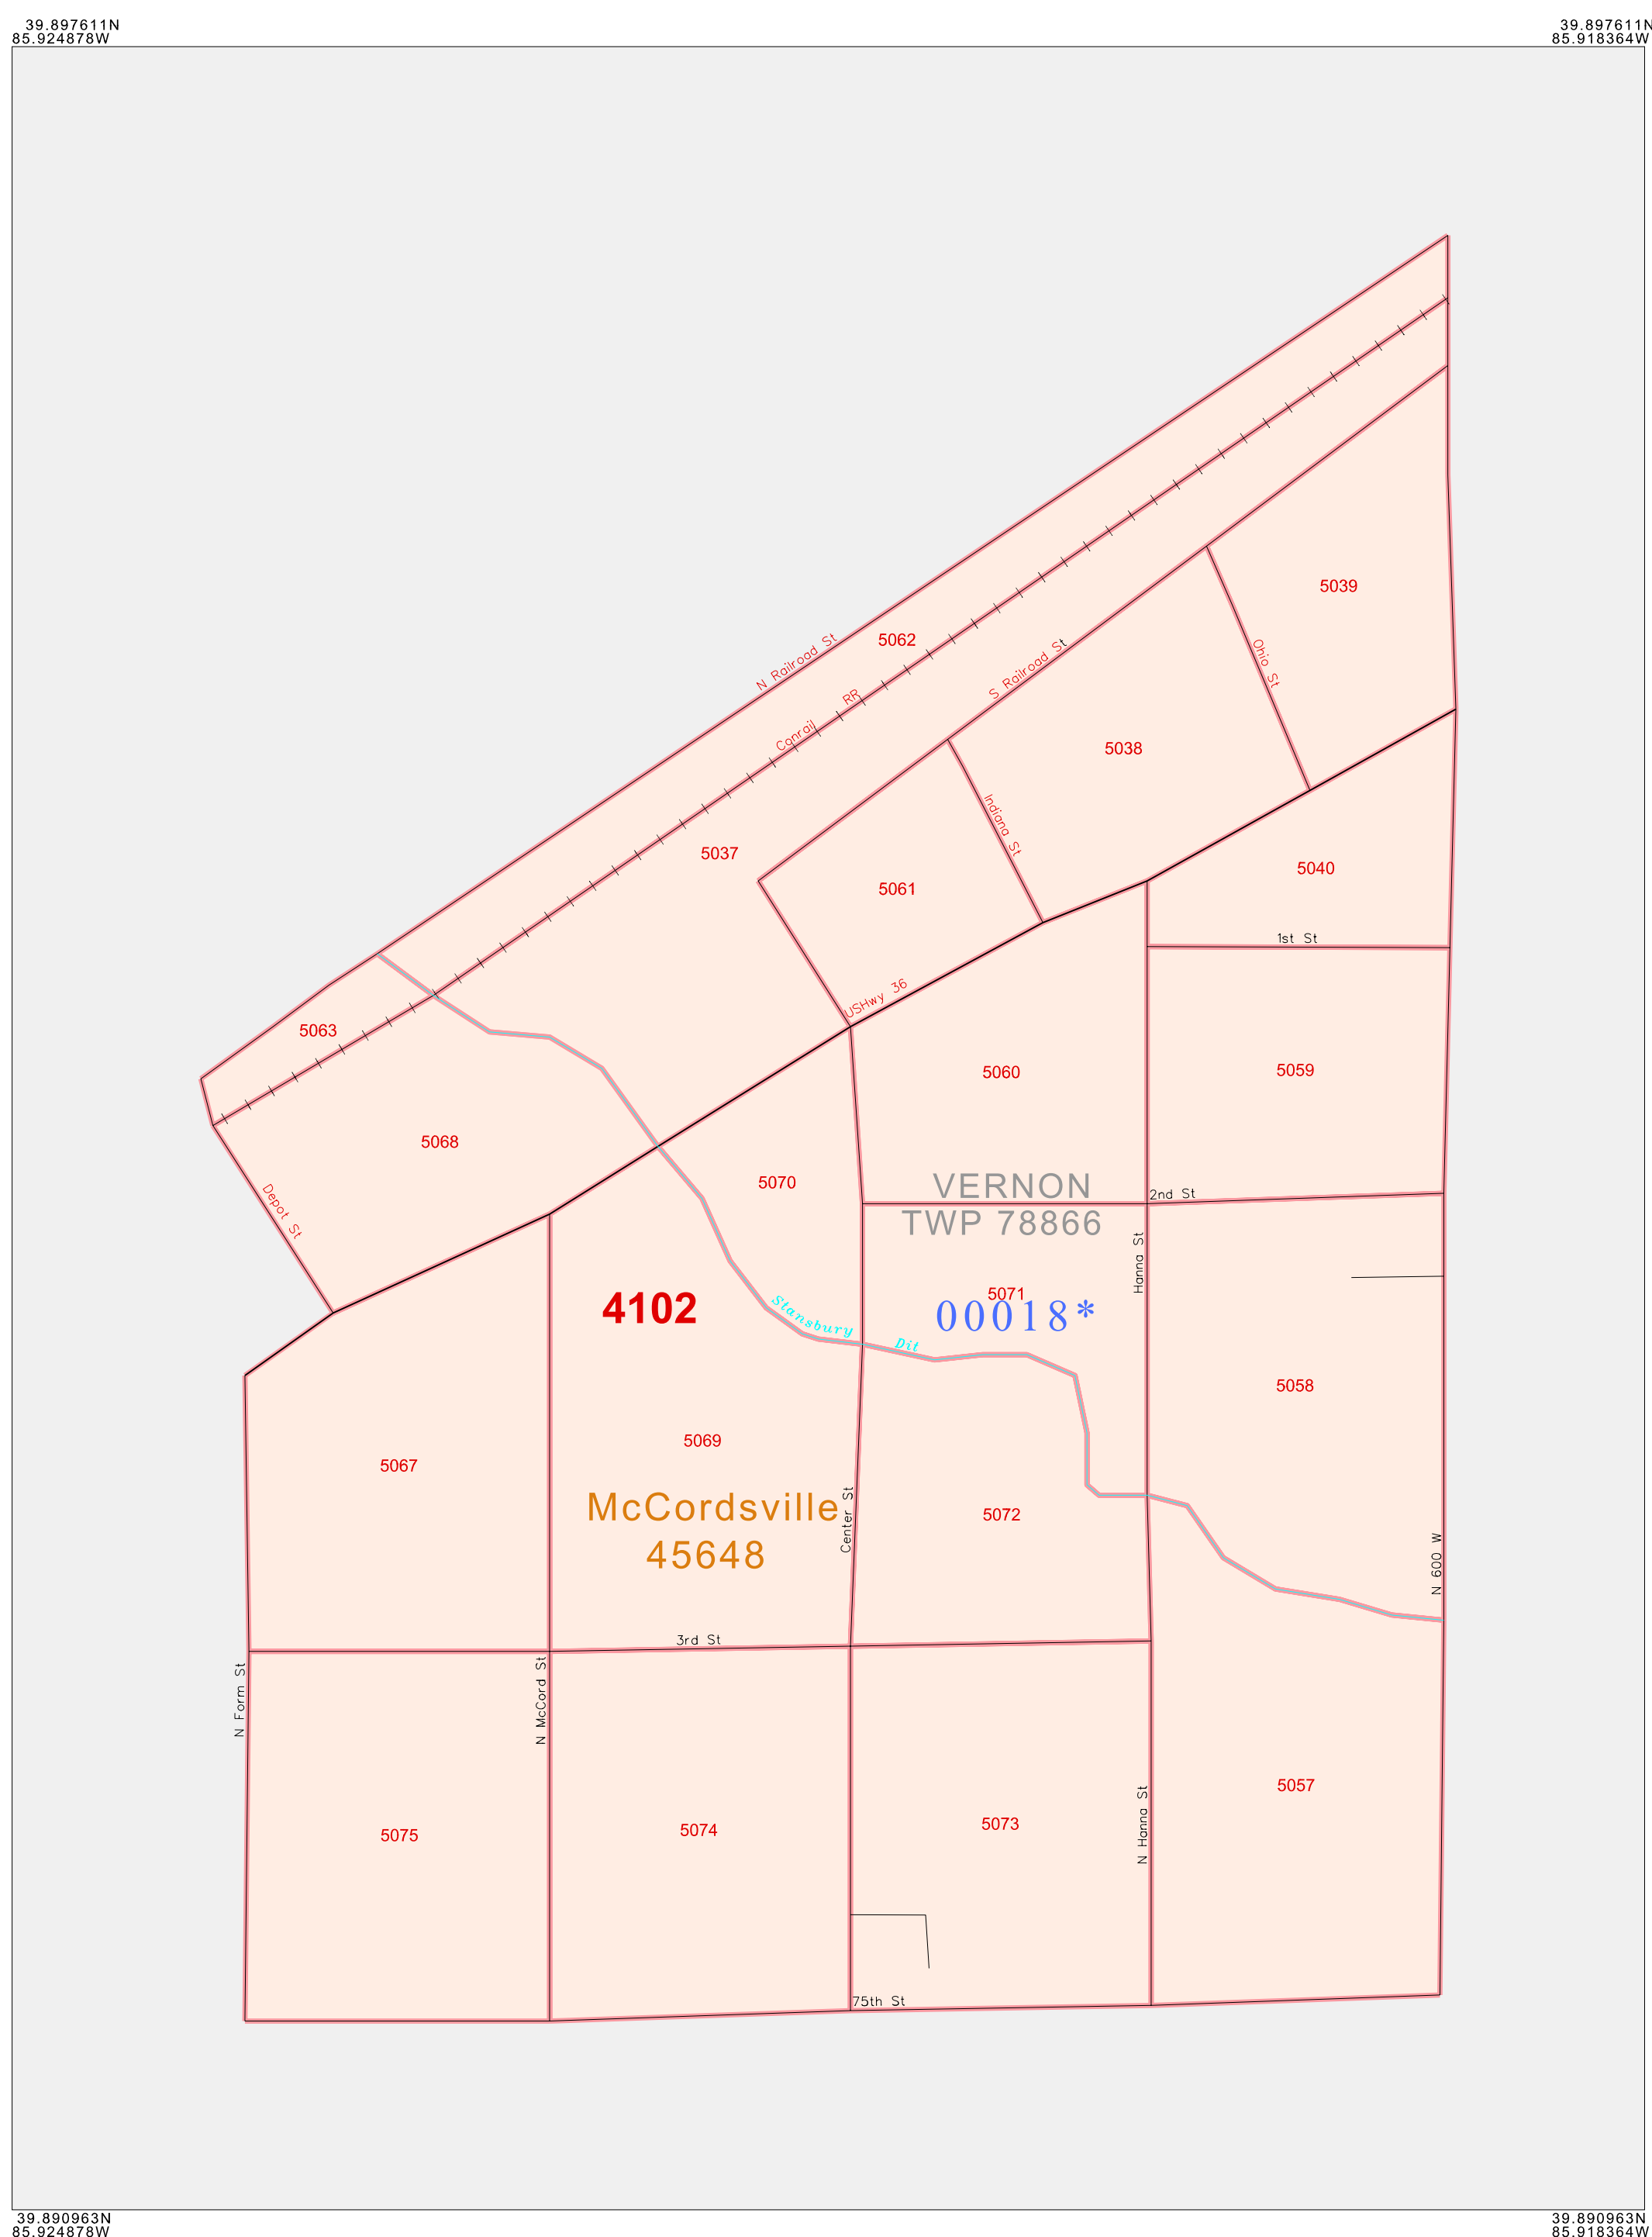 39.897611N
85.924878W
39.897611N
85.918364W
5039
5062
N Railroad St
Ohio St
S Railroad St
RR
Conrail
5038
Indiana St
5037
5040
5061
1st St
USHwy 36
5063
5060
5059
5068
5070
VERNON
TWP 78866
2nd St
Depot St
Hanna St
5071
00018*
4102
Stansbury
Dit
5058
5069
5067
McCordsville
45648
Center St
5072
N 600 W
3rd St
N Form St
N McCord St
5057
5075
5074
5073
N Hanna St
75th St
39.890963N
85.924878W
39.890963N
85.918364W